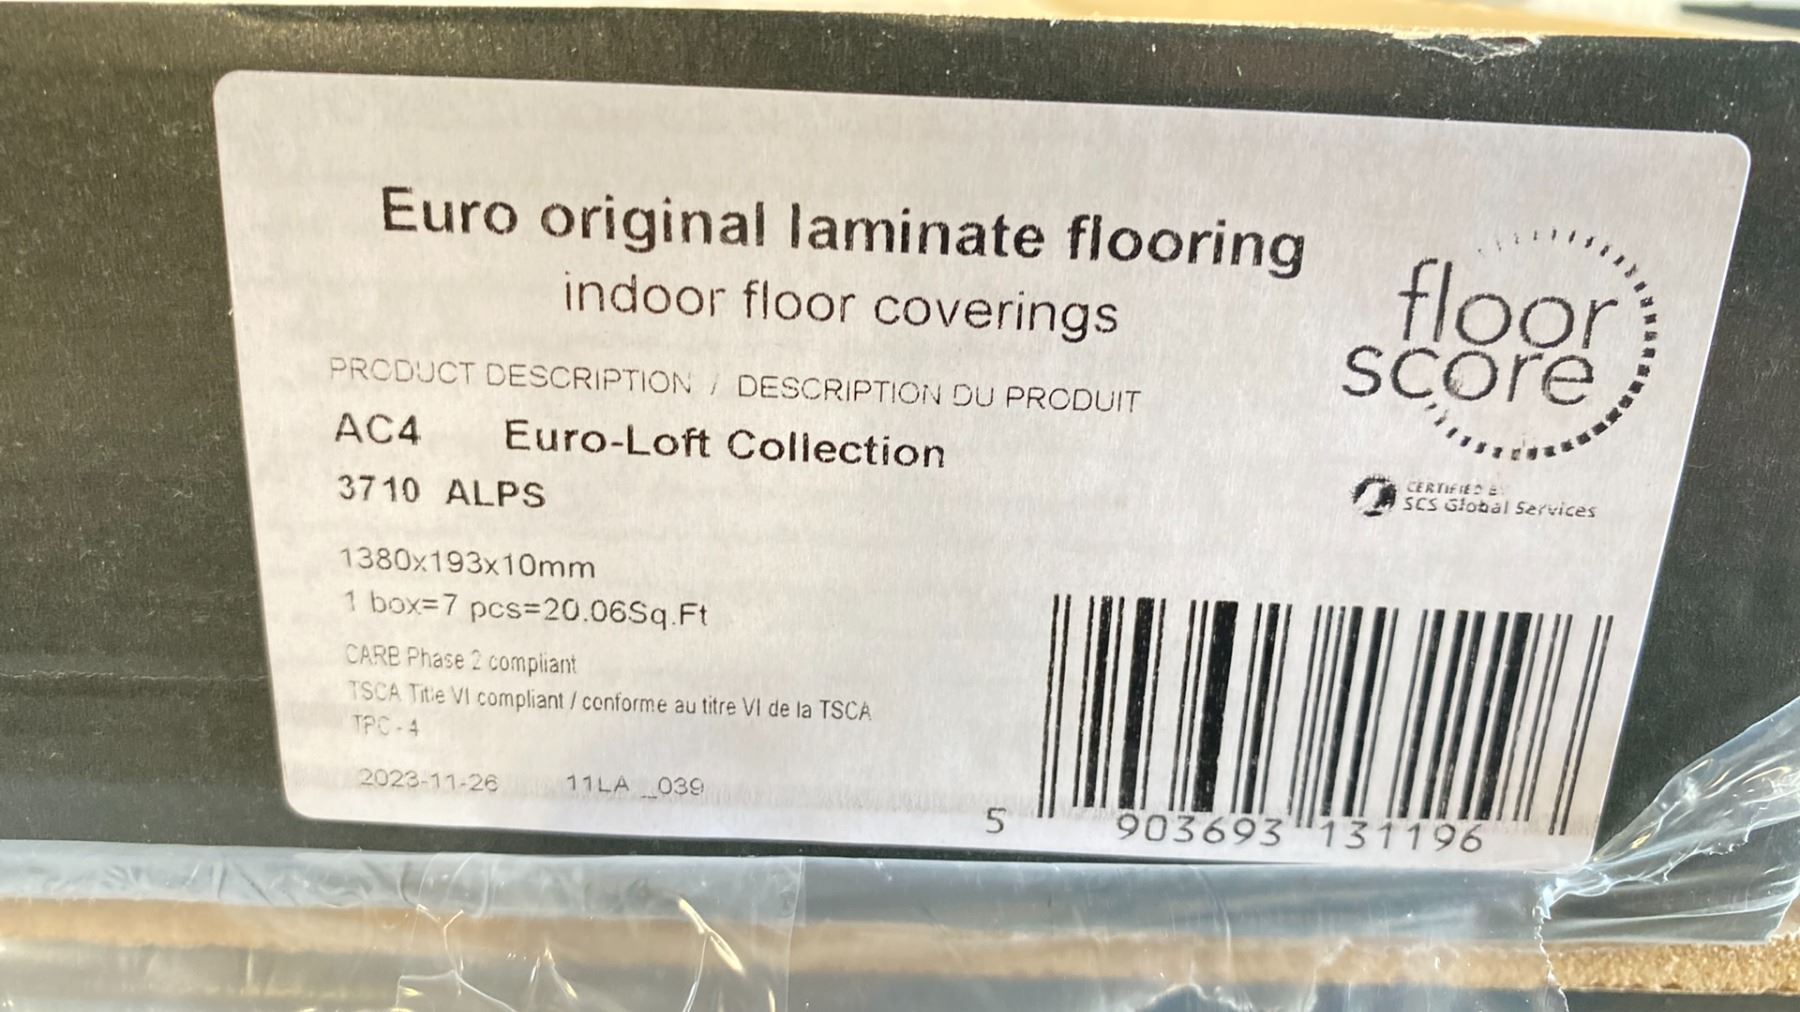 Euro original laminate flooring
indoor floor coverings
PRODUCT DESCRIPTION / DESCRIPTION DU PRODUIT
AC4 Euro-Loft Collection
3710 ALPS
1380x193x10mm
1 box=7 pcs=20.06Sq.Ft
CARB Phase 2 compliant
TSCA Title VI compliant / conforme au titre VI de la TSCA
TPC - 4
2023-11-26 11LA _039
floor
score
CERTIFIED BY
SCS Global Services
5 903693 131196